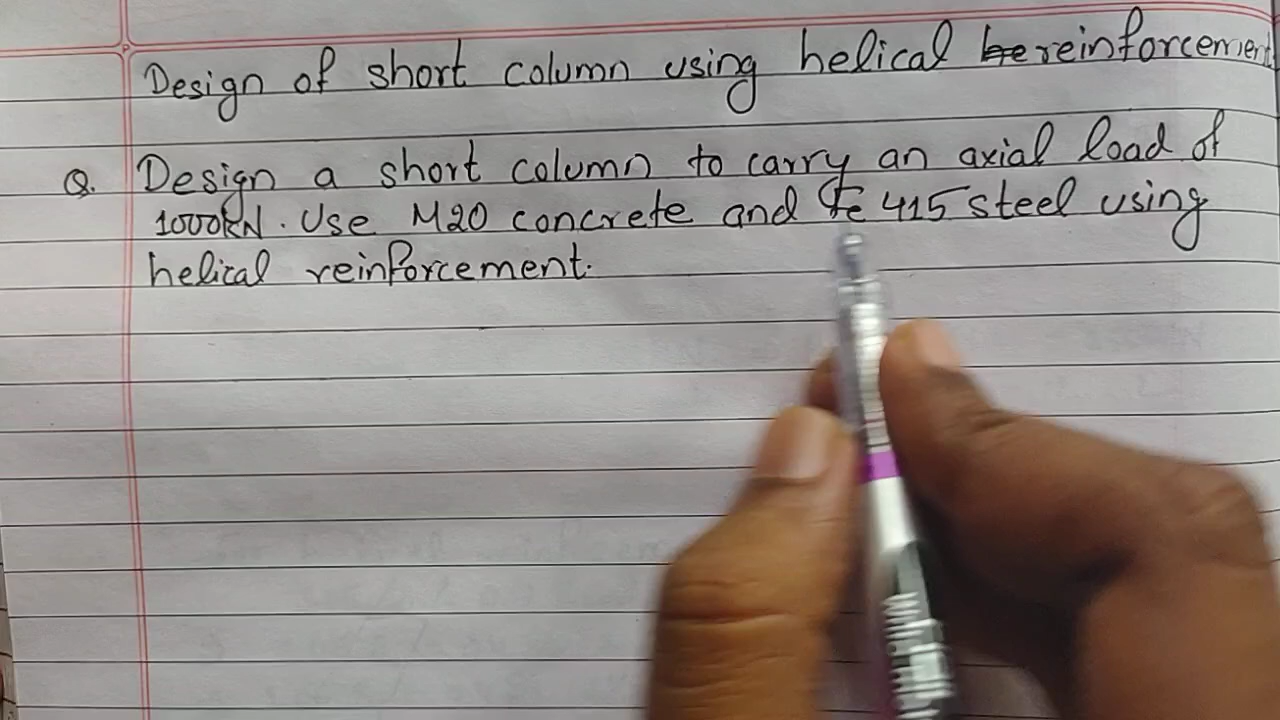 Design of short column using helical reinforcement
Q. Design a short column to carry an axial load of
1000kN. Use M20 concrete and Fe 415 steel using
helical reinforcement.